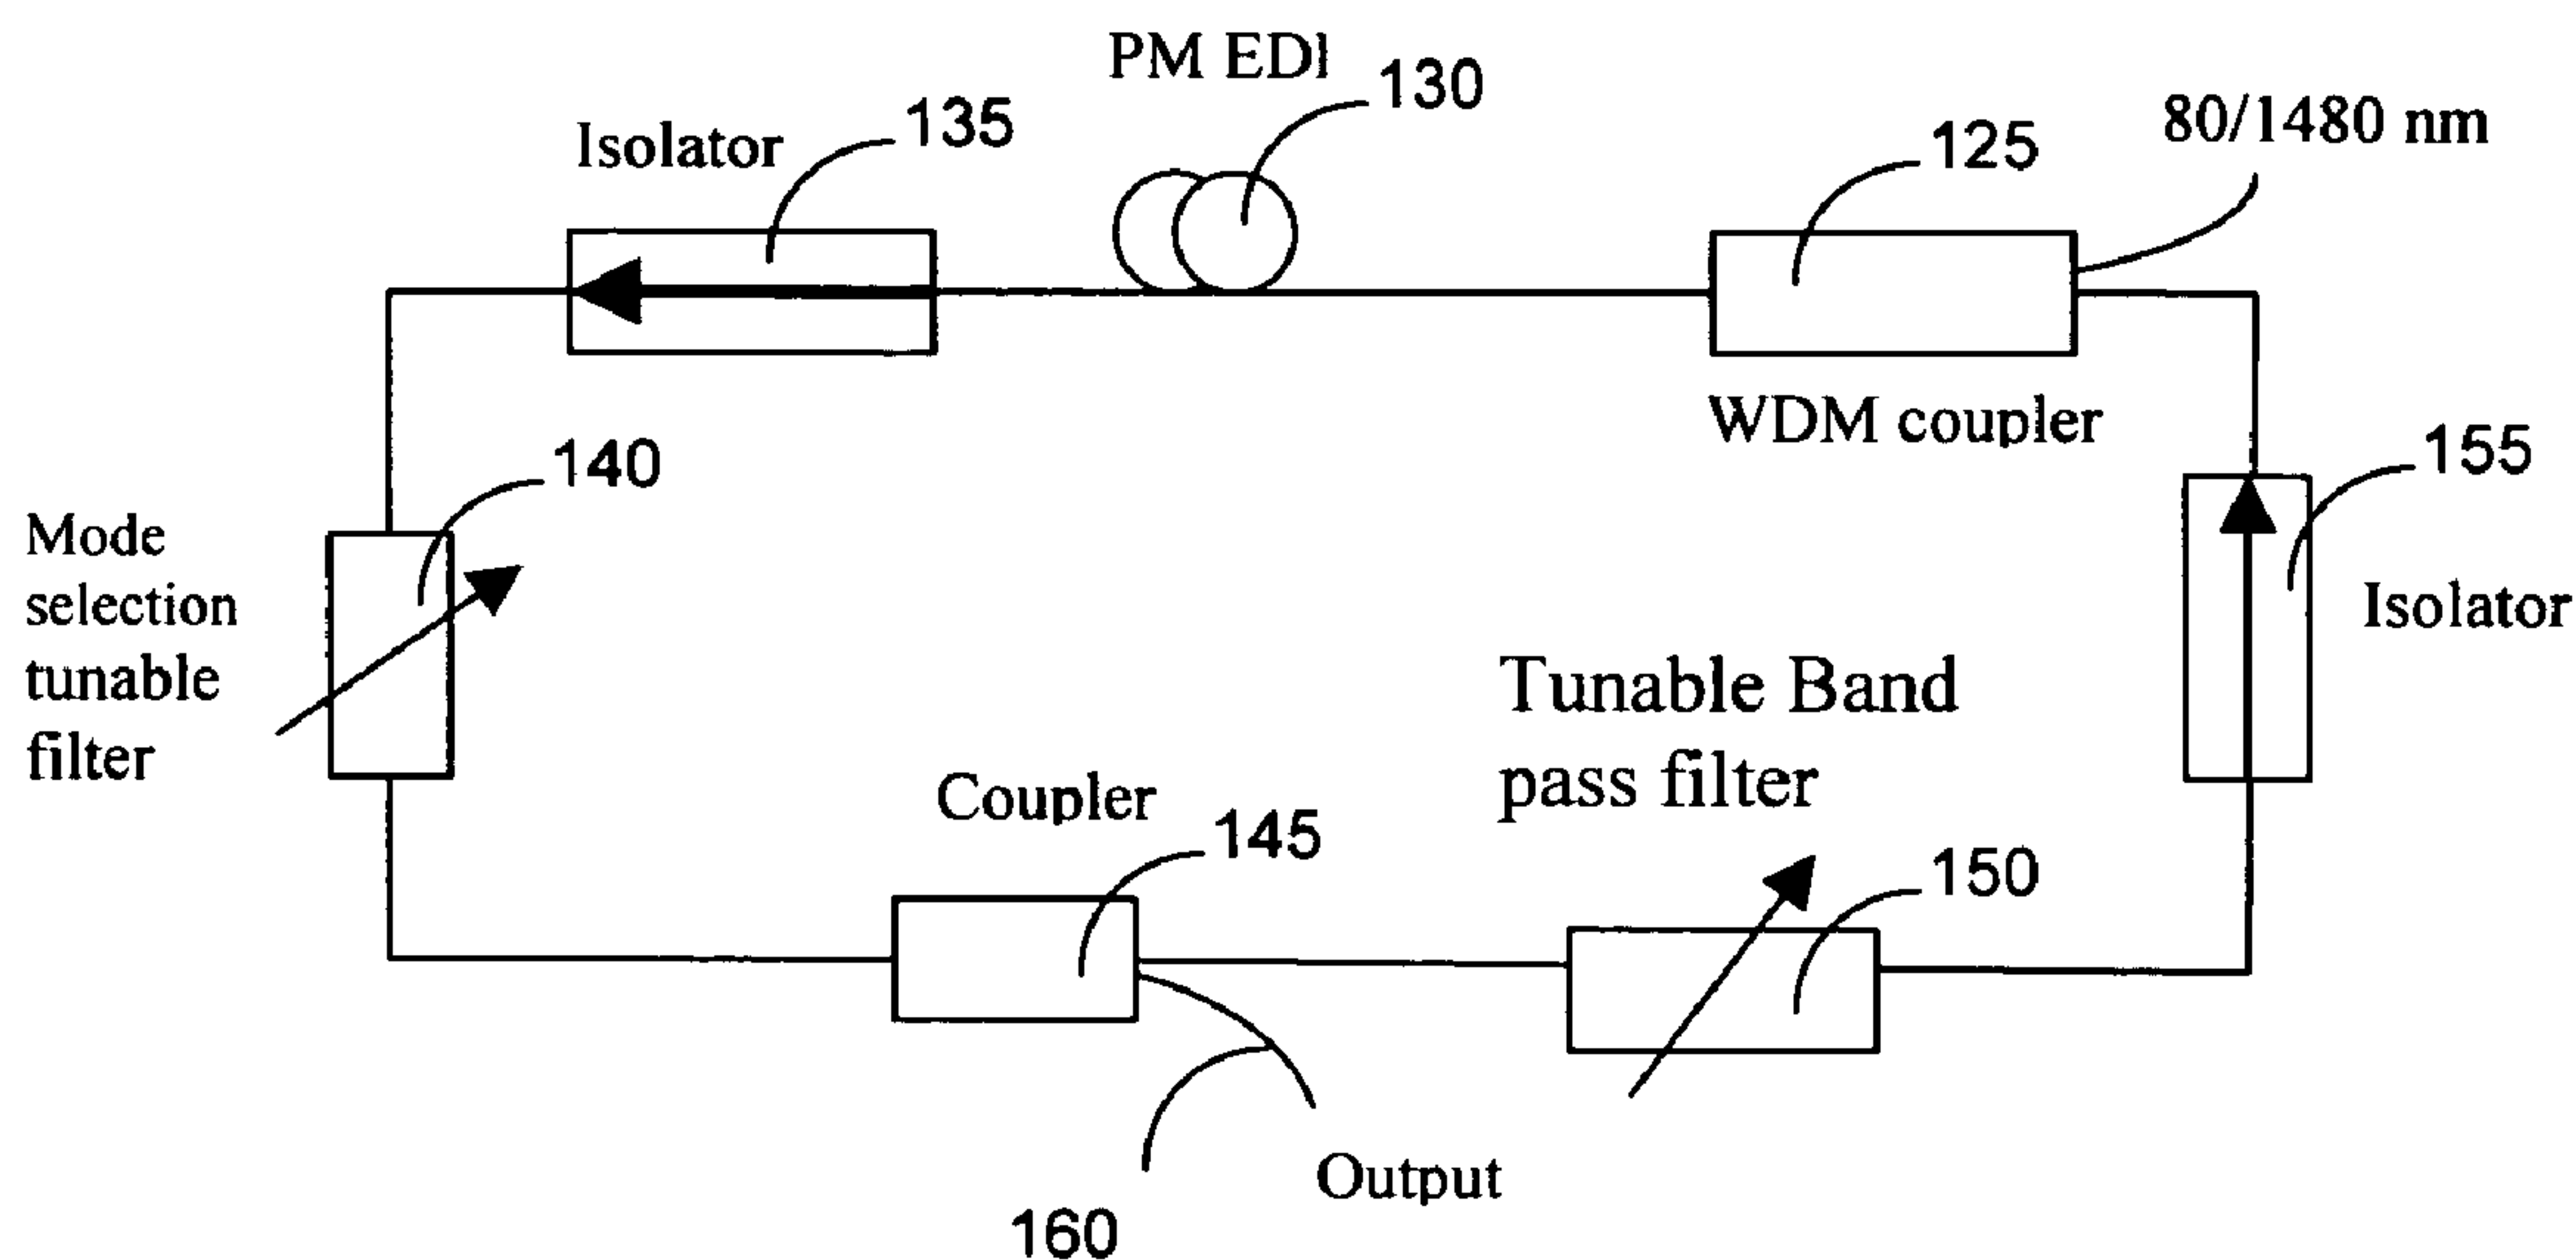 PM EDI
130
80/1480 nm
Isolator
135
125
WDM coupler
155
140
Mode
selection
tunable
filter
Isolator
Tunable Band
pass filter
Coupler
145
150
Output
160